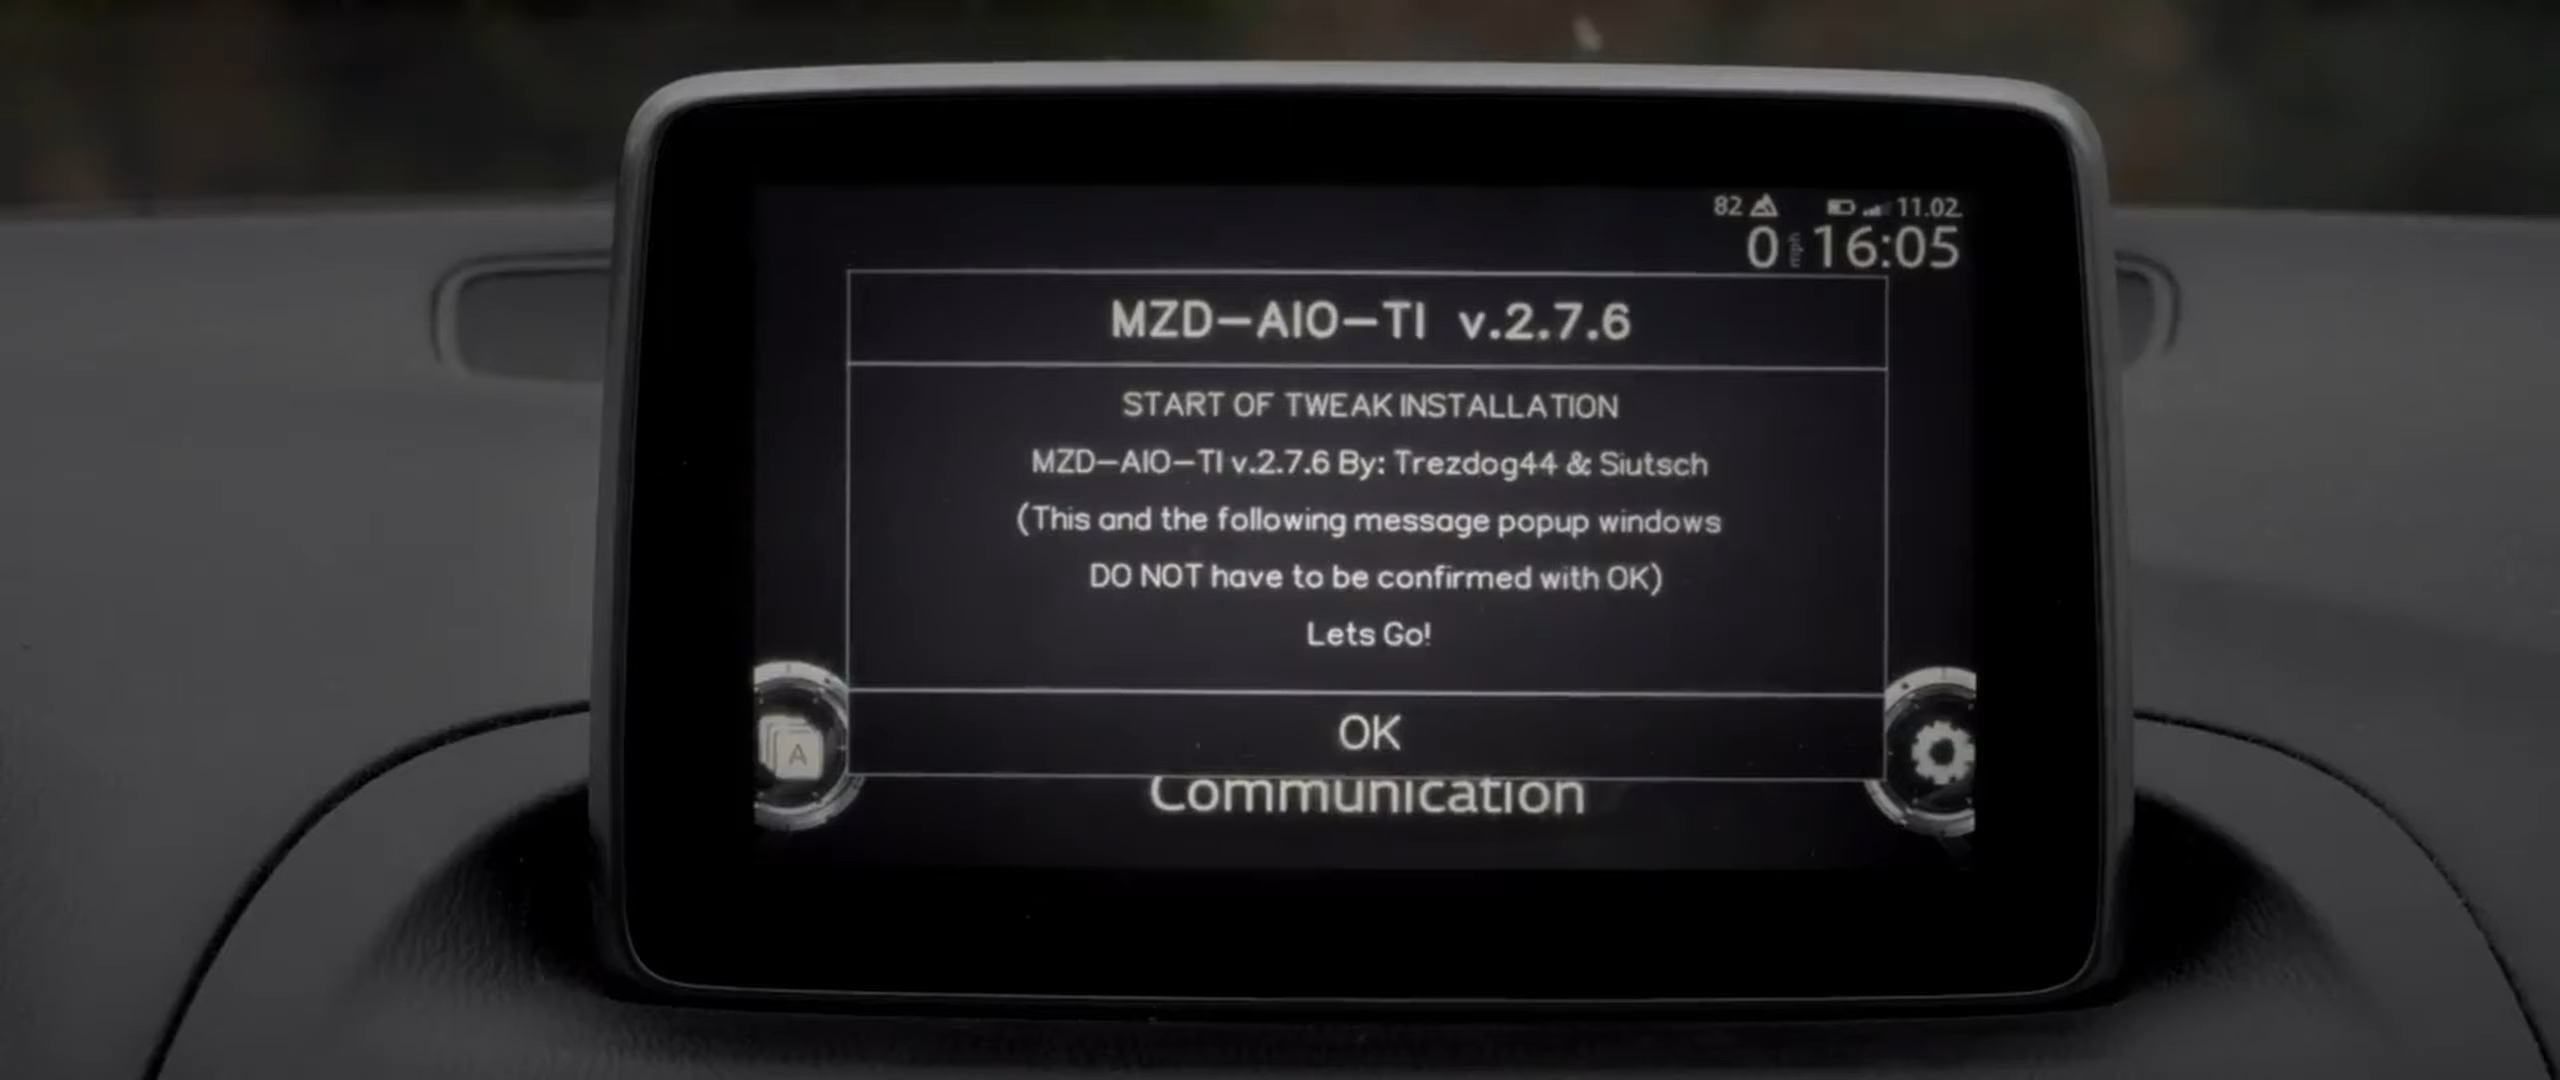 82 11.02.
0 mph 16:05
MZD-AIO-TI v.2.7.6
START OF TWEAK INSTALLATION
MZD-AIO-TI v.2.7.6 By: Trezdog44 & Siutsch
(This and the following message popup windows
DO NOT have to be confirmed with OK)
Lets Go!
A
OK
Communication